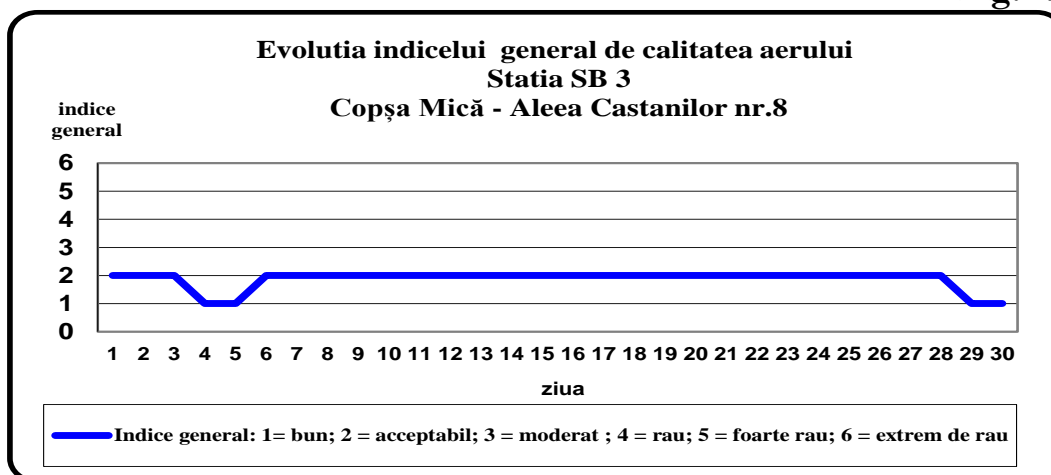 Evolutia indicelui general de calitatea aerului
Statia SB 3
Copșa Mică - Aleea Castanilor nr.8
indice
general
6
5
4
3
2
1
0
1 2 3 4 5 6 7 8 9 10 11 12 13 14 15 16 17 18 19 20 21 22 23 24 25 26 27 28 29 30
ziua
Indice general: 1= bun; 2 = acceptabil; 3 = moderat ; 4 = rau; 5 = foarte rau; 6 = extrem de rau